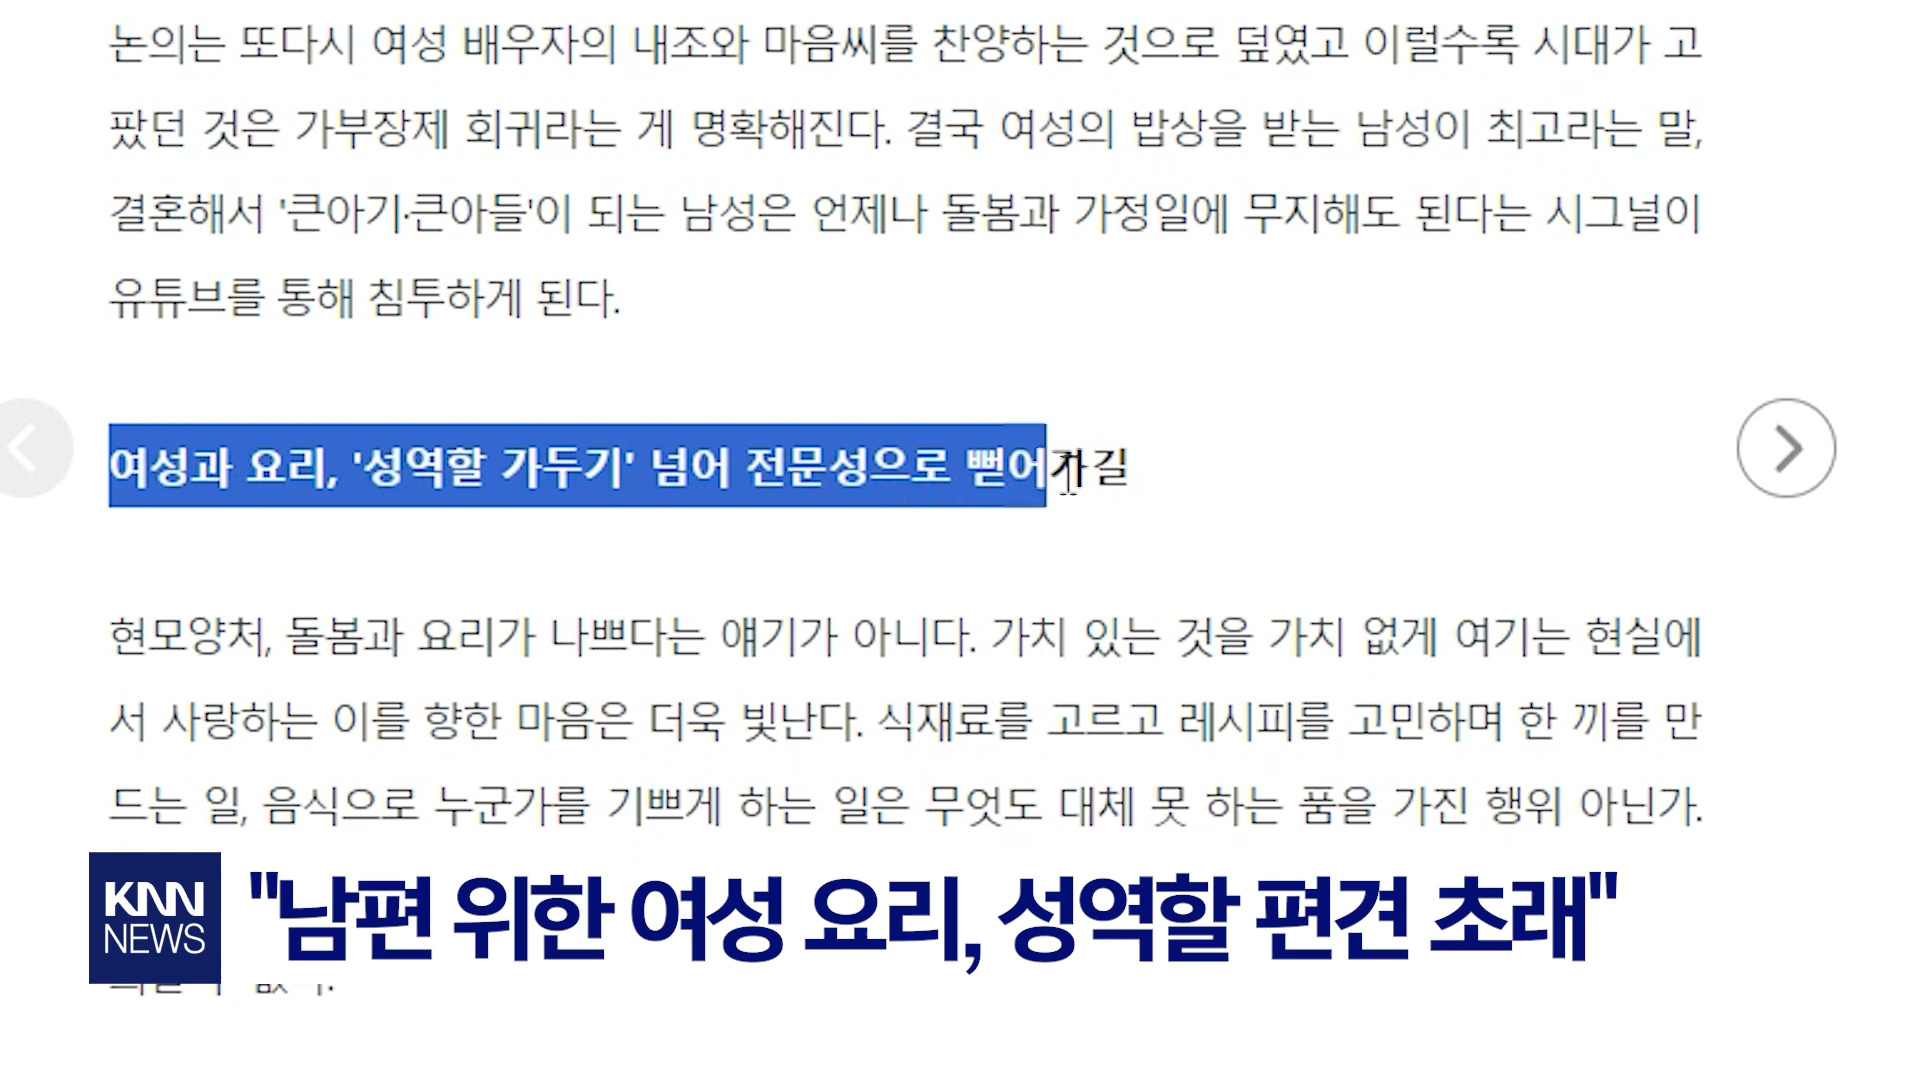 논의는 또다시 여성 배우자의 내조와 마음씨를 찬양하는 것으로 덮였고 이럴수록 시대가 고
팠던 것은 가부장제 회귀라는 게 명확해진다. 결국 여성의 밥상을 받는 남성이 최고라는 말,
결혼해서 '큰아기·큰아들'이 되는 남성은 언제나 돌봄과 가정일에 무지해도 된다는 시그널이
유튜브를 통해 침투하게 된다.
여성과 요리, '성역할 가두기' 넘어 전문성으로 뻗어가길
현모양처, 돌봄과 요리가 나쁘다는 얘기가 아니다. 가치 있는 것을 가치 없게 여기는 현실에
서 사랑하는 이를 향한 마음은 더욱 빛난다. 식재료를 고르고 레시피를 고민하며 한 끼를 만
드는 일, 음식으로 누군가를 기쁘게 하는 일은 무엇도 대체 못 하는 품을 가진 행위 아닌가.
KNN
NEWS
"남편 위한 여성 요리, 성역할 편견 초래"